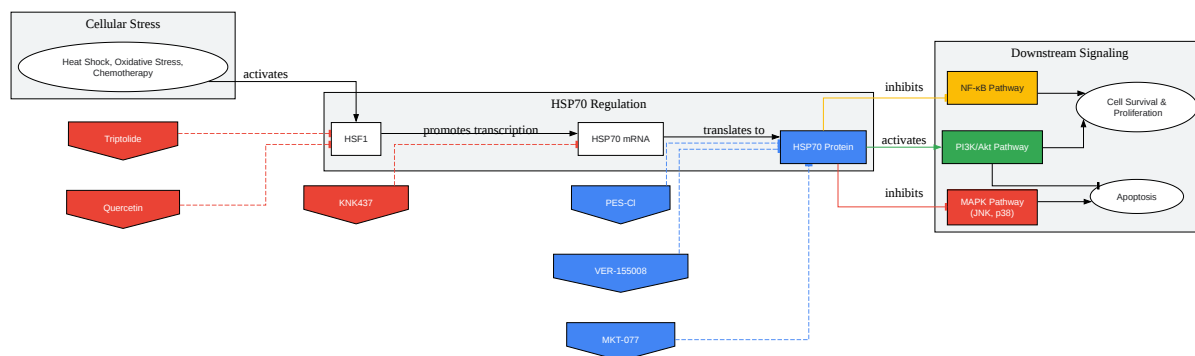 Cellular Stress
Heat Shock, Oxidative Stress,
Chemotherapy
activates
Triptolide
Quercetin
HSP70 Regulation
HSF1
promotes transcription
HSP70 mRNA
translates to
HSP70 Protein
KNK437
PES-Cl
VER-155008
MKT-077
inhibits
activates
inhibits
Downstream Signaling
NF-κB Pathway
Cell Survival &
Proliferation
PI3K/Akt Pathway
MAPK Pathway
(JNK, p38)
Apoptosis